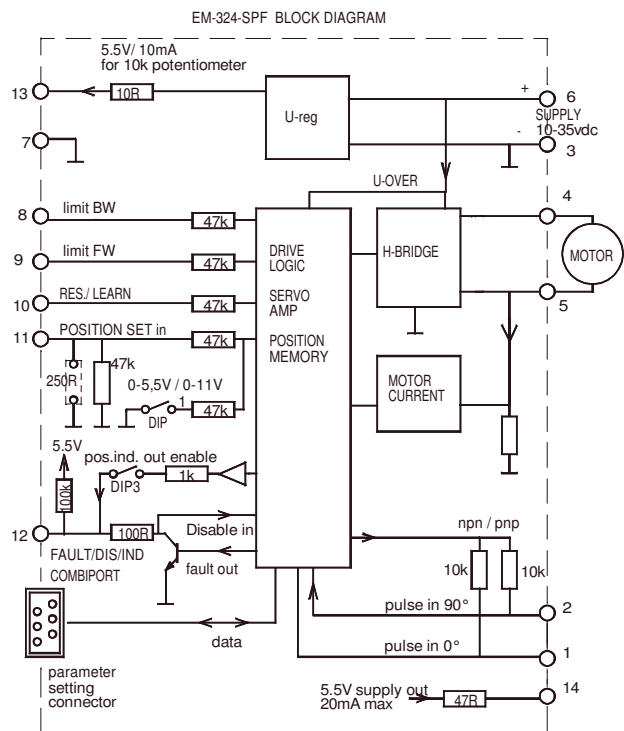 EM-324-SPF BLOCK DIAGRAM
5.5V/ 10mA
for 10k potentiometer
13
10R
U-reg
+
6
SUPPLY
10-35vdc
-
3
7
U-OVER
4
8
limit BW
47k
9
limit FW
47k
DRIVE
LOGIC
H-BRIDGE
MOTOR
10
RES./ LEARN
47k
SERVO
AMP
5
11
POSITION SET in
47k
POSITION
MEMORY
250R
47k
0-5,5V / 0-11V
1
DIP
47k
MOTOR
CURRENT
5.5V
pos.ind. out enable
100k
DIP3
1k
12
100R
Disable in
npn / pnp
FAULT/DIS/IND
COMBIPORT
fault out
10k
10k
pulse in 90°
2
data
pulse in 0°
1
parameter
setting
connector
5.5V supply out
20mA max
47R
14